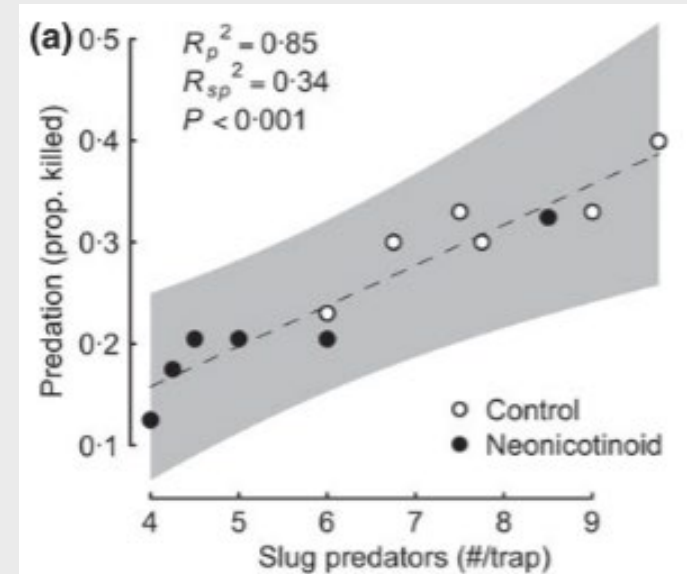 (a)
R_p² = 0·85
R_sp² = 0·34
P < 0·001
Predation (prop. killed)
0·5
0·4
0·3
0·2
0·1
Control
Neonicotinoid
4 5 6 7 8 9
Slug predators (#/trap)